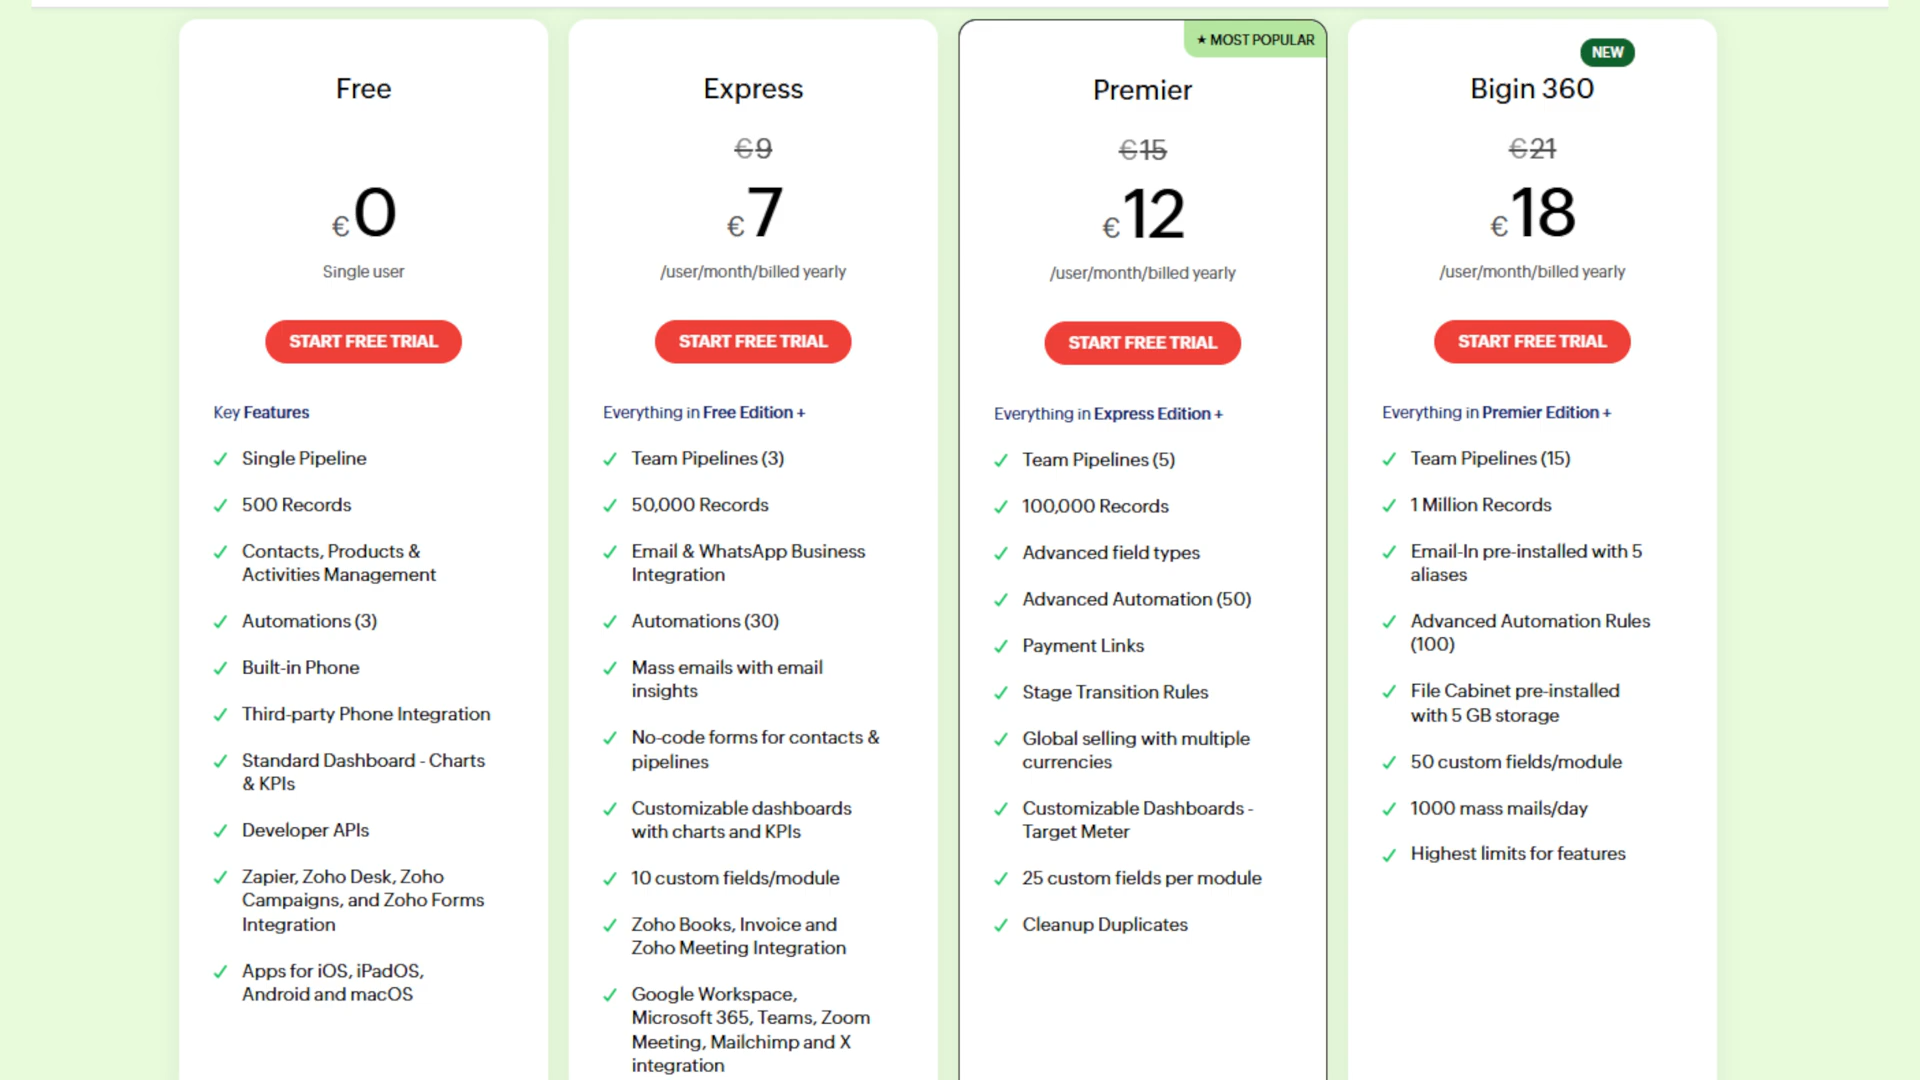 Free
€0
Single user
START FREE TRIAL
Key Features
Single Pipeline
500 Records
Contacts, Products &
Activities Management
Automations (3)
Built-in Phone
Third-party Phone Integration
Standard Dashboard - Charts
& KPIs
Developer APIs
Zapier, Zoho Desk, Zoho
Campaigns, and Zoho Forms
Integration
Apps for iOS, iPadOS,
Android and macOS
Express
€9
€7
/user/month/billed yearly
START FREE TRIAL
Everything in Free Edition +
Team Pipelines (3)
50,000 Records
Email & WhatsApp Business
Integration
Automations (30)
Mass emails with email
insights
No-code forms for contacts &
pipelines
Customizable dashboards
with charts and KPIs
10 custom fields/module
Zoho Books, Invoice and
Zoho Meeting Integration
Google Workspace,
Microsoft 365, Teams, Zoom
Meeting, Mailchimp and X
integration
★ MOST POPULAR
Premier
€15
€12
/user/month/billed yearly
START FREE TRIAL
Everything in Express Edition +
Team Pipelines (5)
100,000 Records
Advanced field types
Advanced Automation (50)
Payment Links
Stage Transition Rules
Global selling with multiple
currencies
Customizable Dashboards -
Target Meter
25 custom fields per module
Cleanup Duplicates
NEW
Bigin 360
€21
€18
/user/month/billed yearly
START FREE TRIAL
Everything in Premier Edition +
Team Pipelines (15)
1 Million Records
Email-In pre-installed with 5
aliases
Advanced Automation Rules
(100)
File Cabinet pre-installed
with 5 GB storage
50 custom fields/module
1000 mass mails/day
Highest limits for features